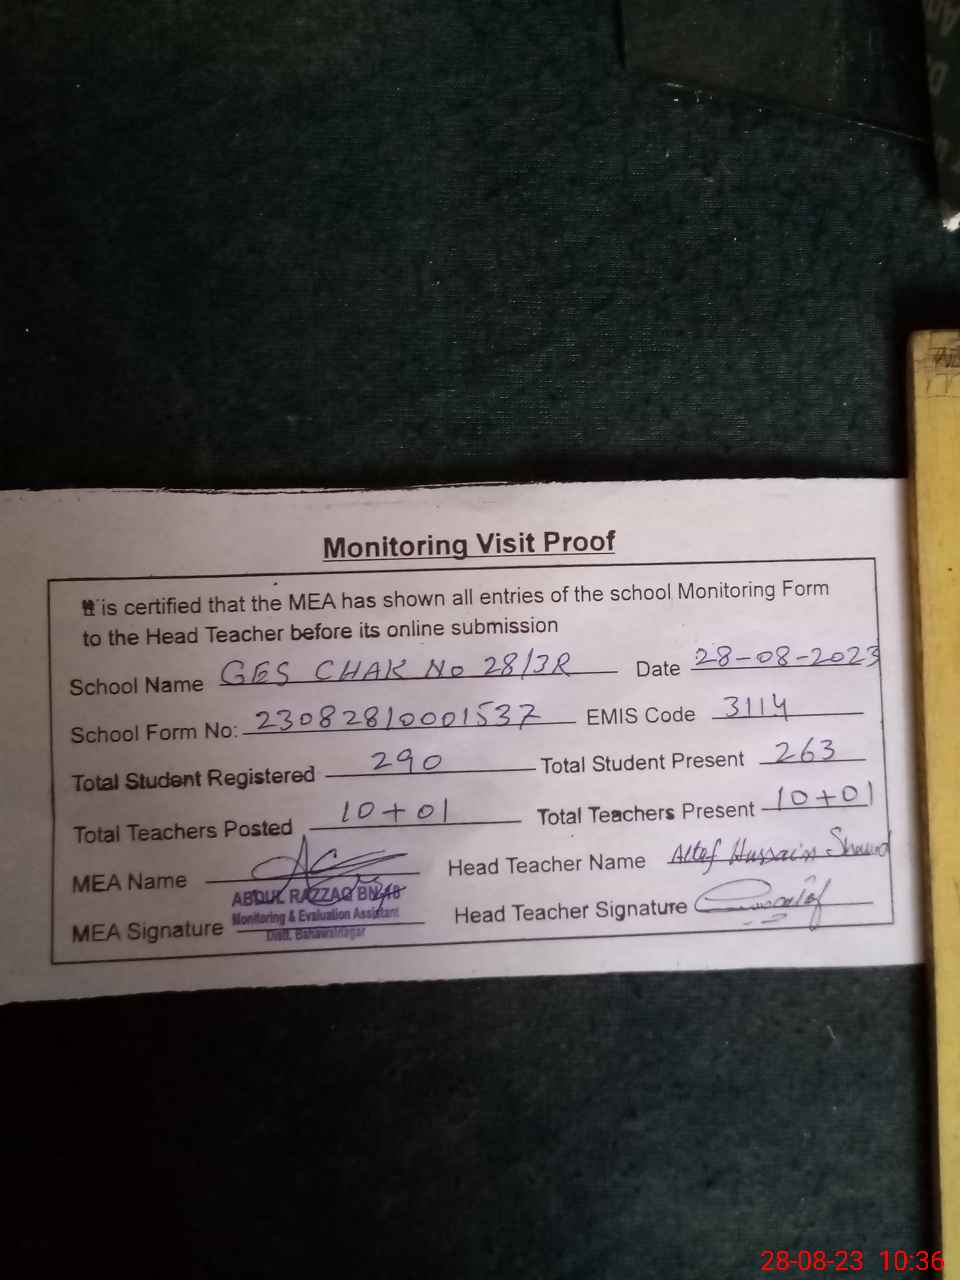 Monitoring Visit Proof
It is certified that the MEA has shown all entries of the school Monitoring Form
to the Head Teacher before its online submission
School Name GES CHAK No 28/3R Date 28-08-2023
School Form No: 23082810001537 EMIS Code 3114
Total Student Registered 290 Total Student Present 263
Total Teachers Posted 10+01 Total Teachers Present 10+01
MEA Name Head Teacher Name Altaf Hussain
ABDUL RAZZAQ
Monitoring & Evaluation Assistant
Distt. Bahawalnagar
MEA Signature Head Teacher Signature
28-08-23 10:36